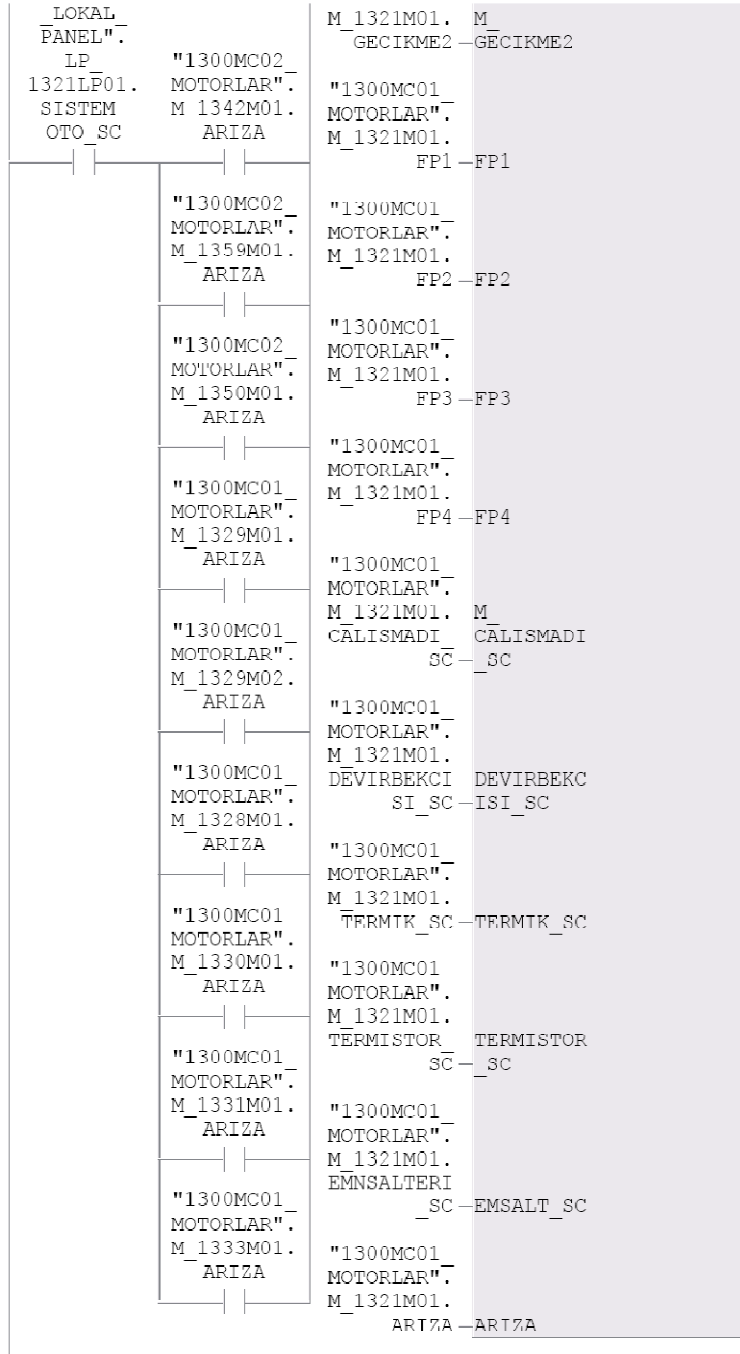 _LOKAL_
PANEL".
LP_
1321LP01.
SISTEM_
OTO_SC
"1300MC02_
MOTORLAR".
M_1342M01.
ARIZA
"1300MC02_
MOTORLAR".
M_1359M01.
ARIZA
"1300MC02_
MOTORLAR".
M_1350M01.
ARIZA
"1300MC01_
MOTORLAR".
M_1329M01.
ARIZA
"1300MC01_
MOTORLAR".
M_1329M02.
ARIZA
"1300MC01_
MOTORLAR".
M_1328M01.
ARIZA
"1300MC01_
MOTORLAR".
M_1330M01.
ARIZA
"1300MC01_
MOTORLAR".
M_1331M01.
ARIZA
"1300MC01_
MOTORLAR".
M_1333M01.
ARIZA
M_1321M01. M_
GECIKME2 GECIKME2
"1300MC01_
MOTORLAR".
M_1321M01.
FP1 FP1
"1300MC01_
MOTORLAR".
M_1321M01.
FP2 FP2
"1300MC01_
MOTORLAR".
M_1321M01.
FP3 FP3
"1300MC01_
MOTORLAR".
M_1321M01.
FP4 FP4
"1300MC01_
MOTORLAR".
M_1321M01. M_
CALISMADI_ CALISMADI
SC _SC
"1300MC01_
MOTORLAR".
M_1321M01.
DEVIRBEKCI DEVIRBEKC
SI_SC ISI_SC
"1300MC01_
MOTORLAR".
M_1321M01.
TERMIK_SC TERMIK_SC
"1300MC01_
MOTORLAR".
M_1321M01.
TERMISTOR_ TERMISTOR
SC _SC
"1300MC01_
MOTORLAR".
M_1321M01.
EMNSALTERI
_SC EMSALT_SC
"1300MC01_
MOTORLAR".
M_1321M01.
ARIZA ARIZA